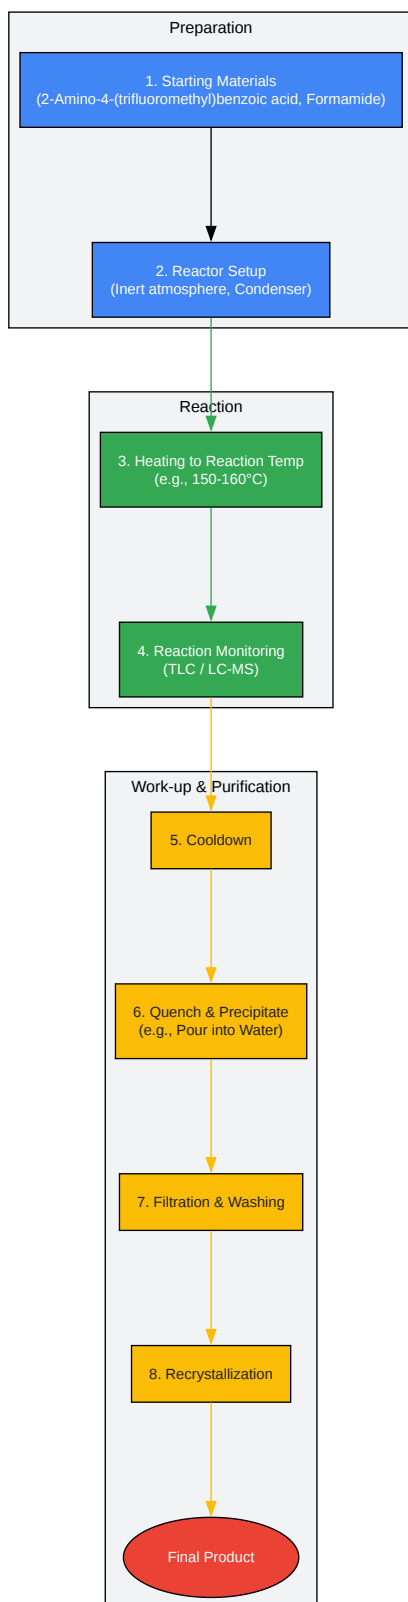 Preparation
1. Starting Materials
(2-Amino-4-(trifluoromethyl)benzoic acid, Formamide)
2. Reactor Setup
(Inert atmosphere, Condenser)
Reaction
3. Heating to Reaction Temp
(e.g., 150-160°C)
4. Reaction Monitoring
(TLC / LC-MS)
Work-up & Purification
5. Cooldown
6. Quench & Precipitate
(e.g., Pour into Water)
7. Filtration & Washing
8. Recrystallization
Final Product